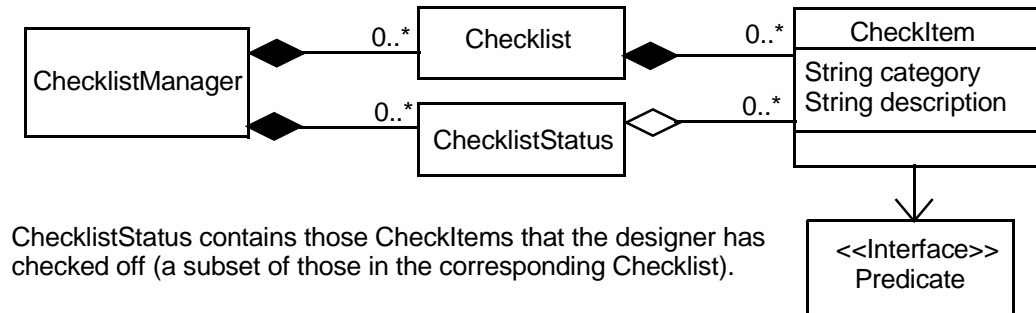 ChecklistManager
0..*
Checklist
0..*
CheckItem
String category
String description
0..*
ChecklistStatus
0..*
ChecklistStatus contains those CheckItems that the designer has
checked off (a subset of those in the corresponding Checklist).
<<Interface>>
Predicate